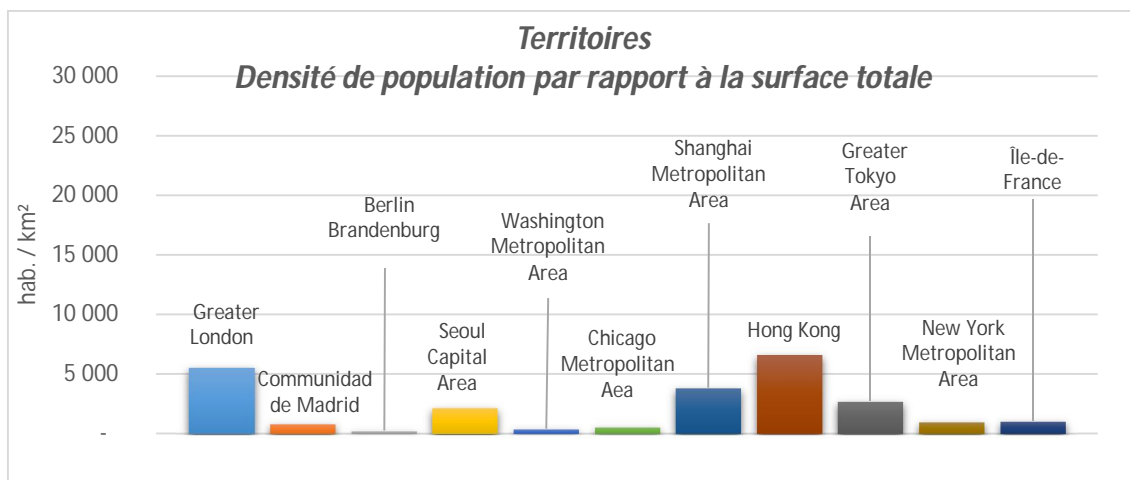 Territoires
Densité de population par rapport à la surface totale
30 000
25 000
20 000
15 000
10 000
5 000
-
hab. / km²
Greater
London
Communidad
de Madrid
Berlin
Brandenburg
Seoul
Capital
Area
Washington
Metropolitan
Area
Chicago
Metropolitan
Aea
Shanghai
Metropolitan
Area
Hong Kong
Greater
Tokyo
Area
New York
Metropolitan
Area
Île-de-
France